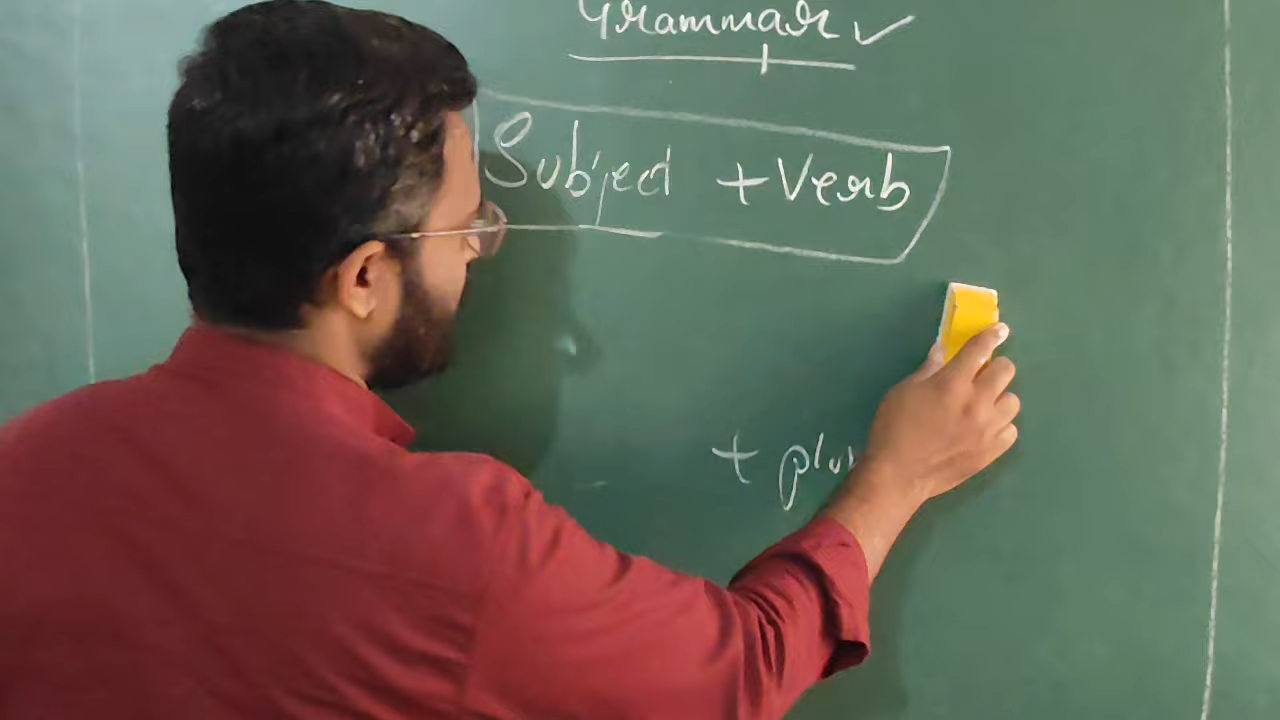 Grammar ✓
Subject + Verb
+